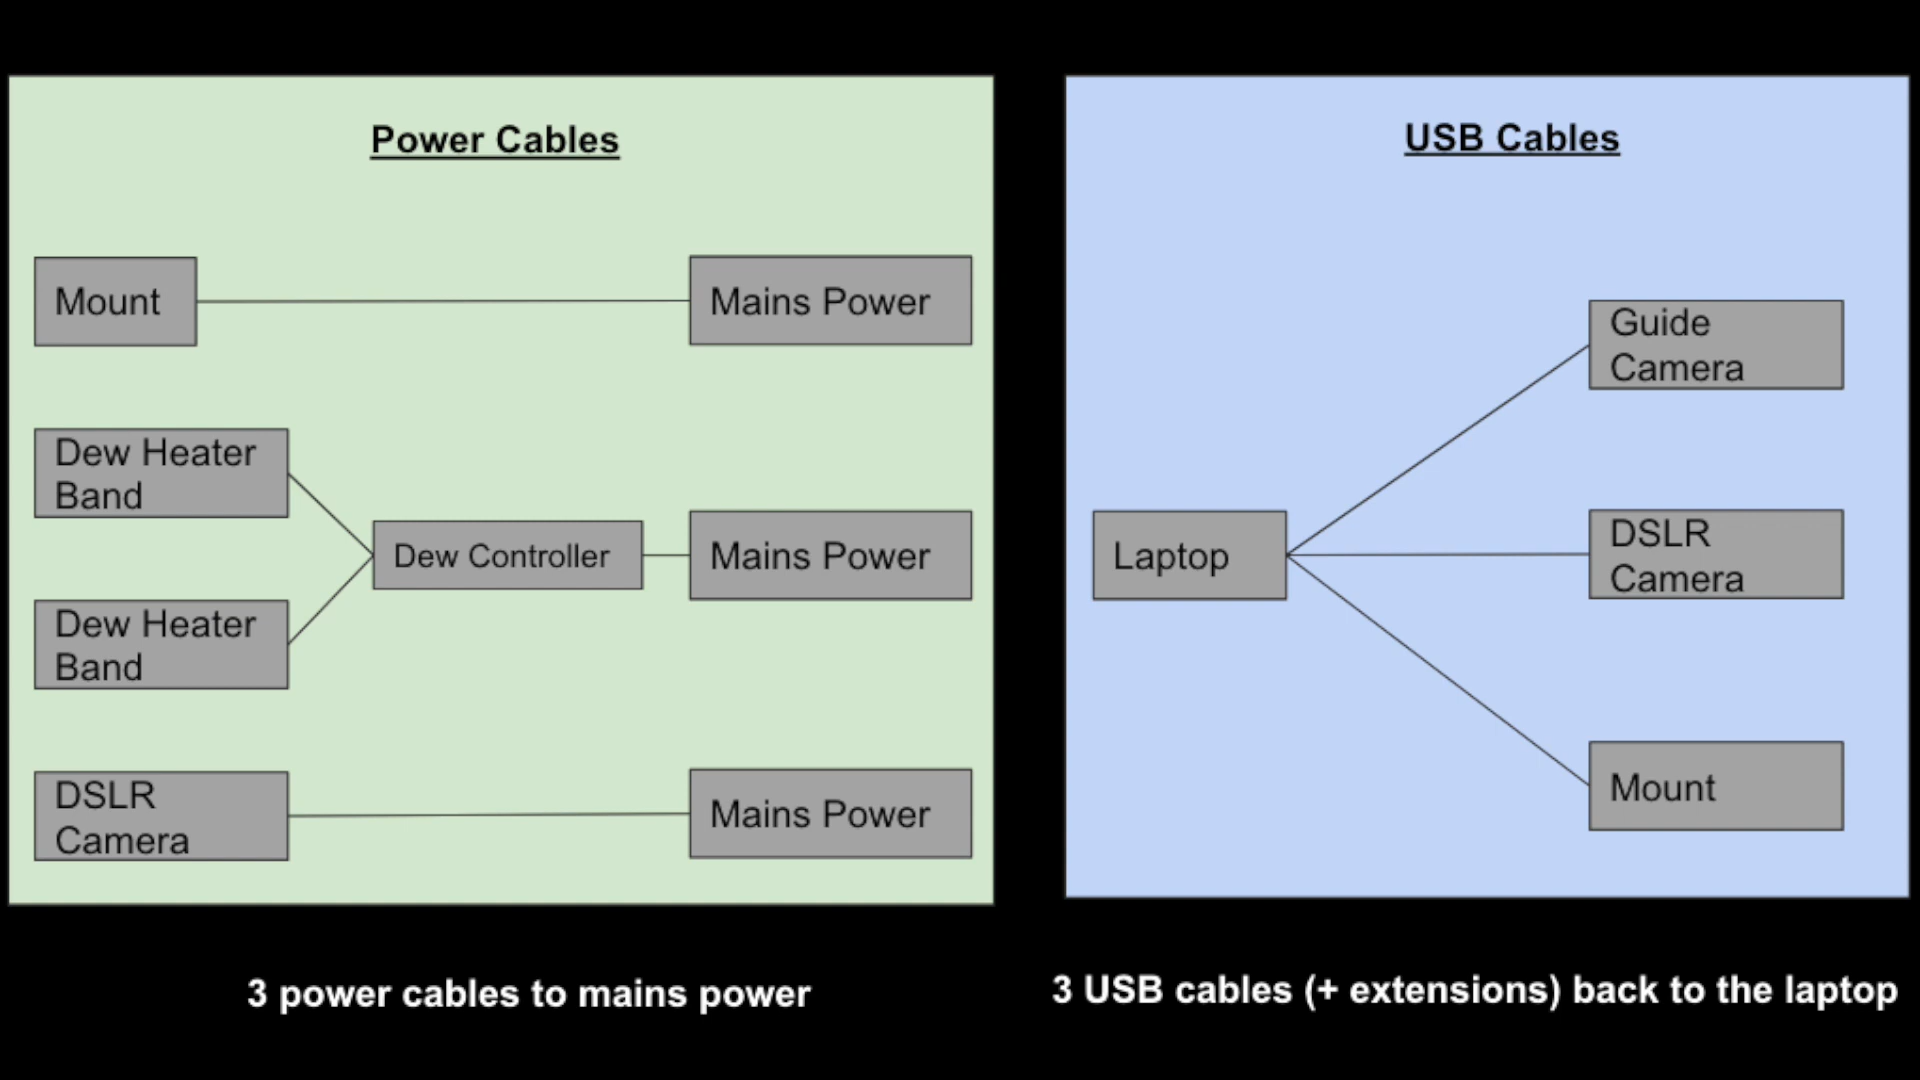 Power Cables
Mount
Mains Power
Dew Heater
Band
Dew Controller
Mains Power
Dew Heater
Band
DSLR
Camera
Mains Power
3 power cables to mains power
USB Cables
Guide
Camera
Laptop
DSLR
Camera
Mount
3 USB cables (+ extensions) back to the laptop